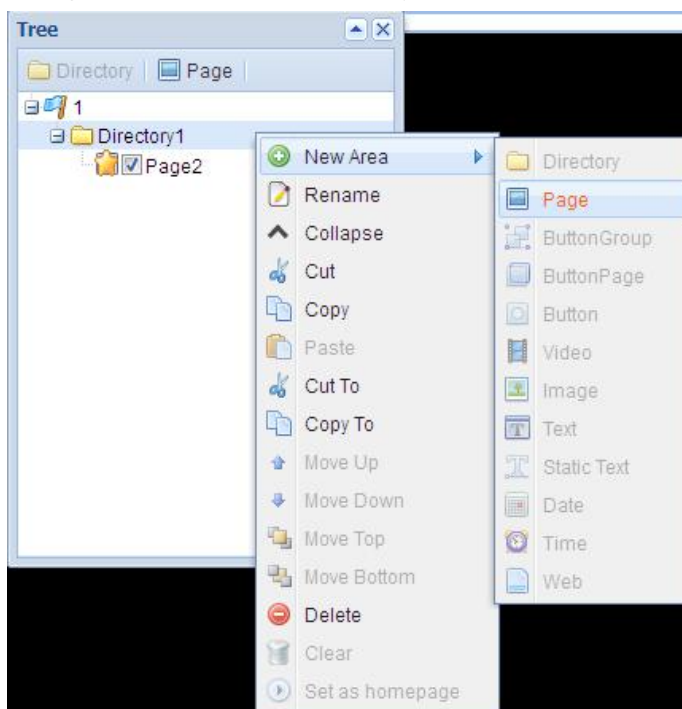 Tree
Directory Page
1
Directory1
Page2
New Area
Rename
Collapse
Cut
Copy
Paste
Cut To
Copy To
Move Up
Move Down
Move Top
Move Bottom
Delete
Clear
Set as homepage
Directory
Page
ButtonGroup
ButtonPage
Button
Video
Image
Text
Static Text
Date
Time
Web